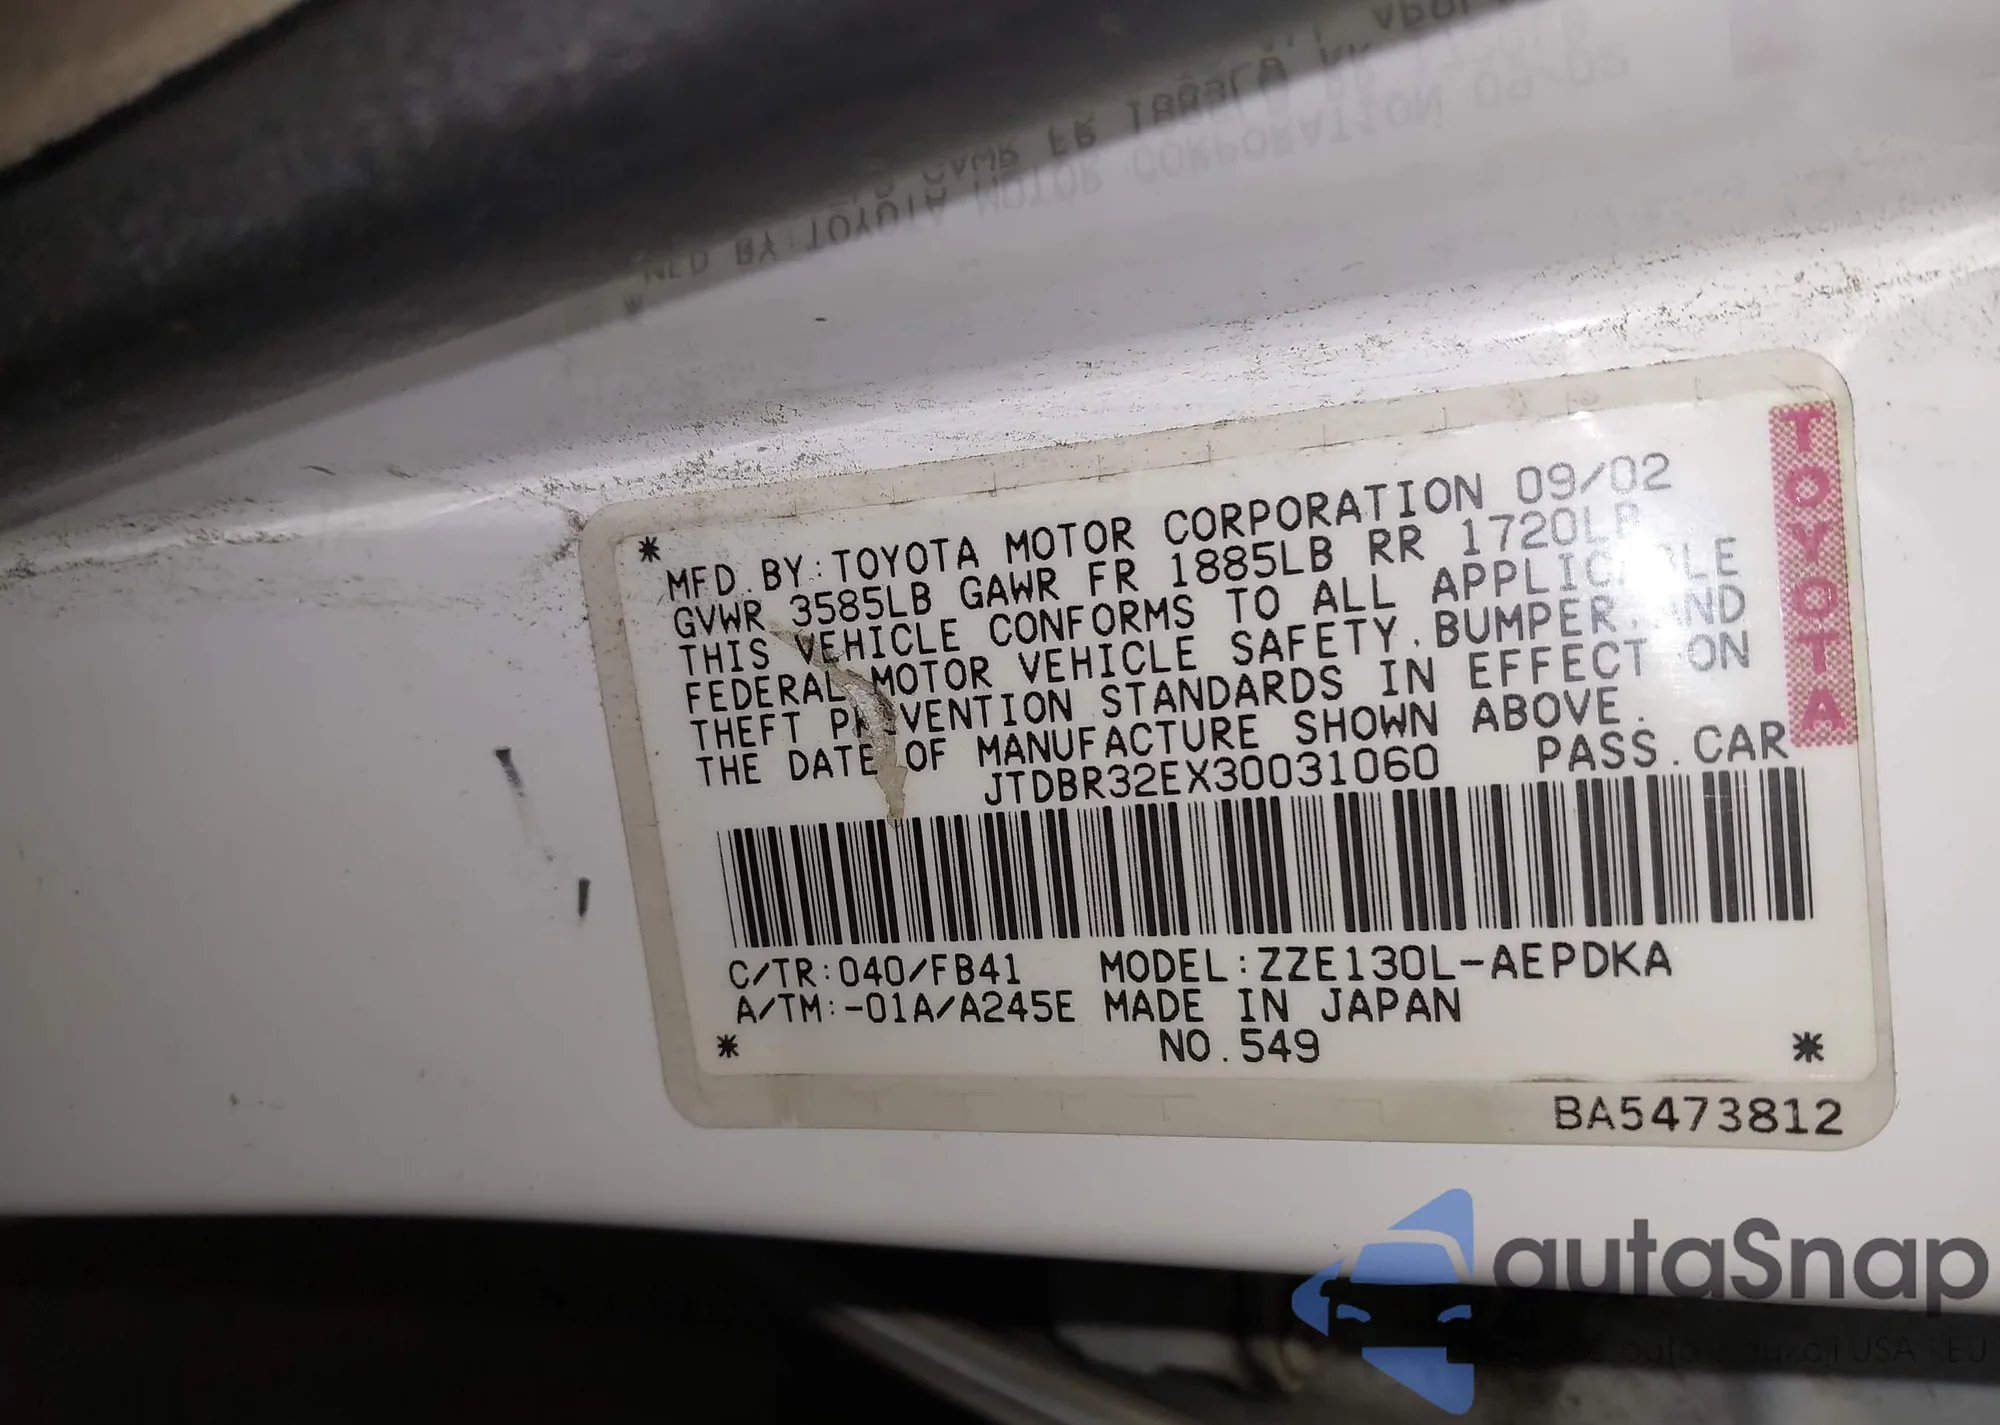 * MFD.BY:TOYOTA MOTOR CORPORATION 09/02
GVWR 3585LB GAWR FR 1885LB RR 1720LB
THIS VEHICLE CONFORMS TO ALL APPLICABLE
FEDERAL MOTOR VEHICLE SAFETY,BUMPER,AND
THEFT PREVENTION STANDARDS IN EFFECT ON
THE DATE OF MANUFACTURE SHOWN ABOVE.
JTDBR32EX30031060 PASS.CAR
TOYOTA
C/TR:040/FB41 MODEL:ZZE130L-AEPDKA
A/TM:-01A/A245E MADE IN JAPAN
* NO.549 *
BA5473812
autaSnap
USA i EU